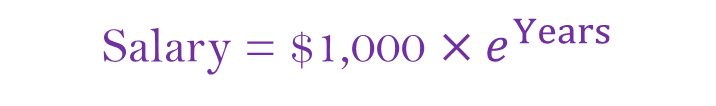 Salary = $1,000 × e^Years